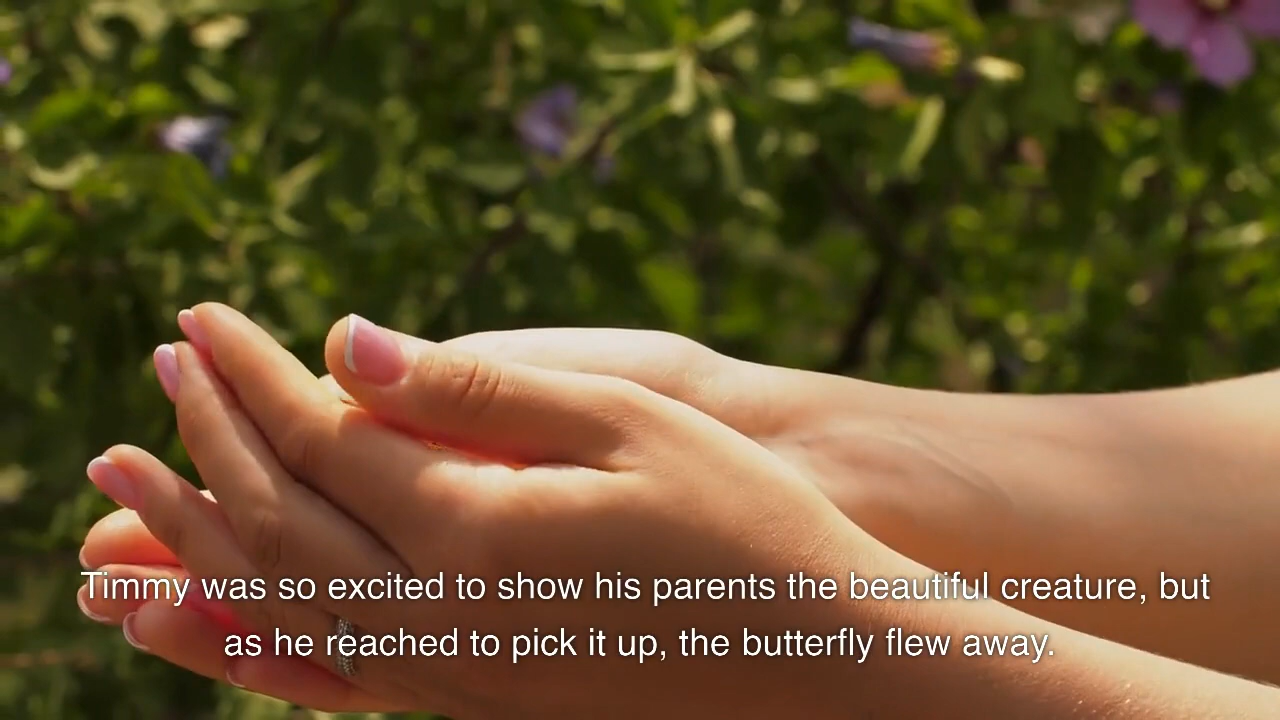 Timmy was so excited to show his parents the beautiful creature, but
as he reached to pick it up, the butterfly flew away.